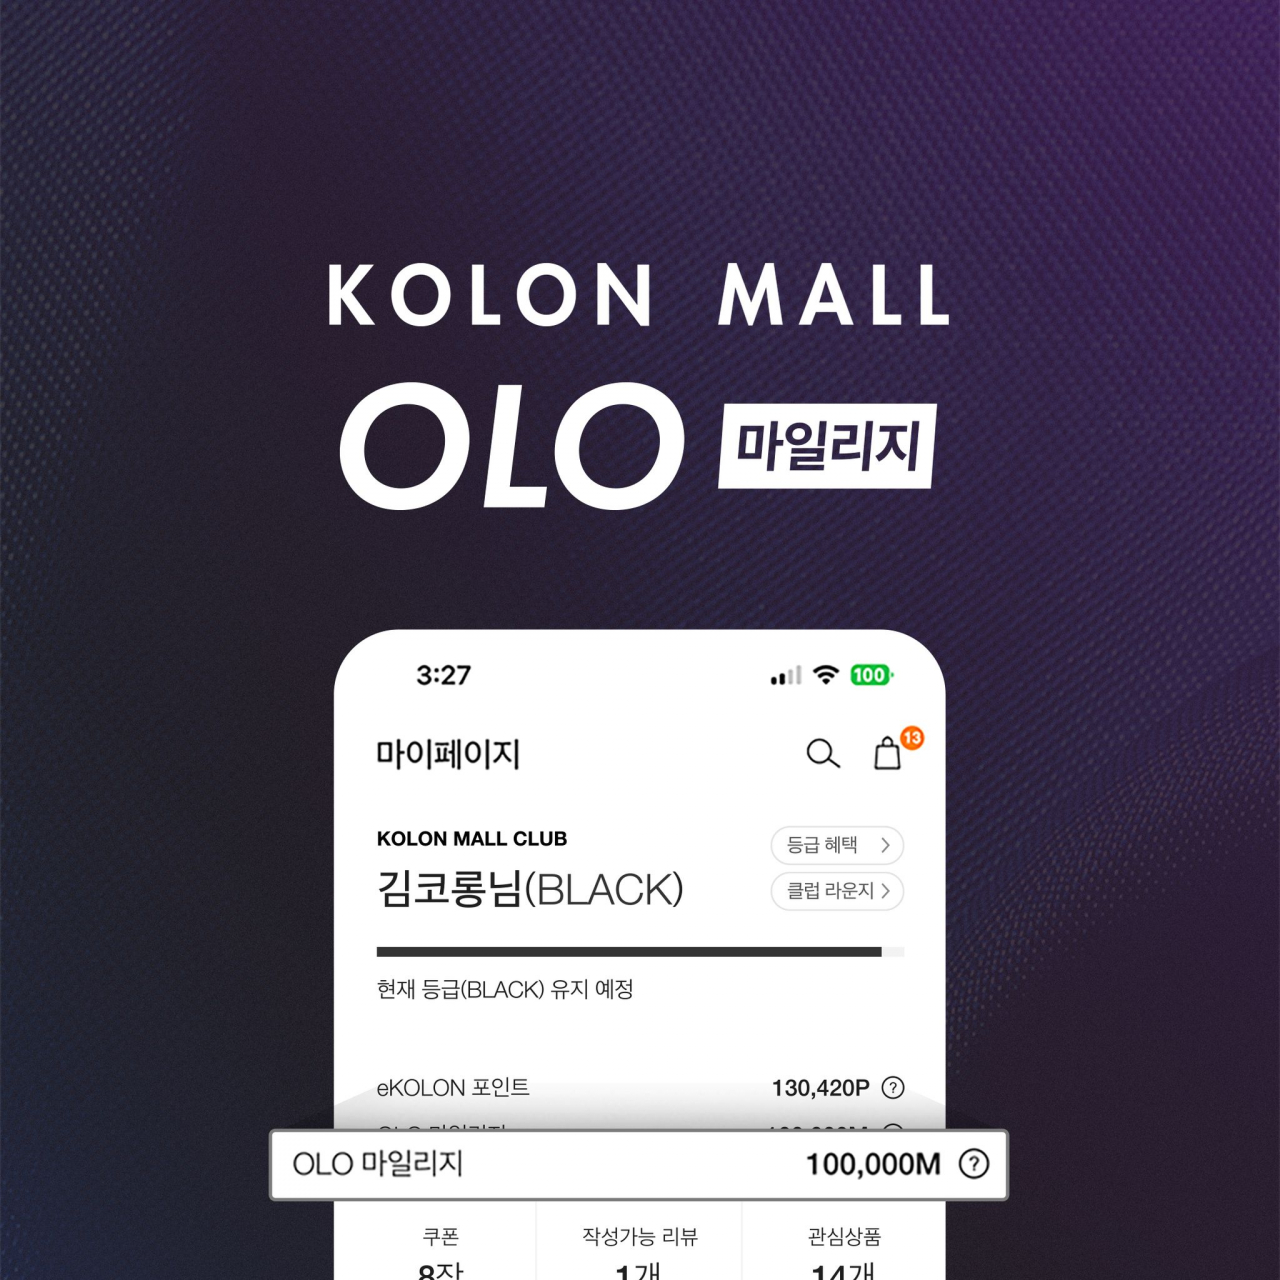 KOLON MALL
OLO 마일리지
3:27 100
마이페이지 13
KOLON MALL CLUB 등급 혜택 >
김코롱님(BLACK) 클럽 라운지 >
현재 등급(BLACK) 유지 예정
eKOLON 포인트 130,420P ?
OLO 마일리지 100,000M ?
쿠폰 작성가능 리뷰 관심상품
8장 1개 14개